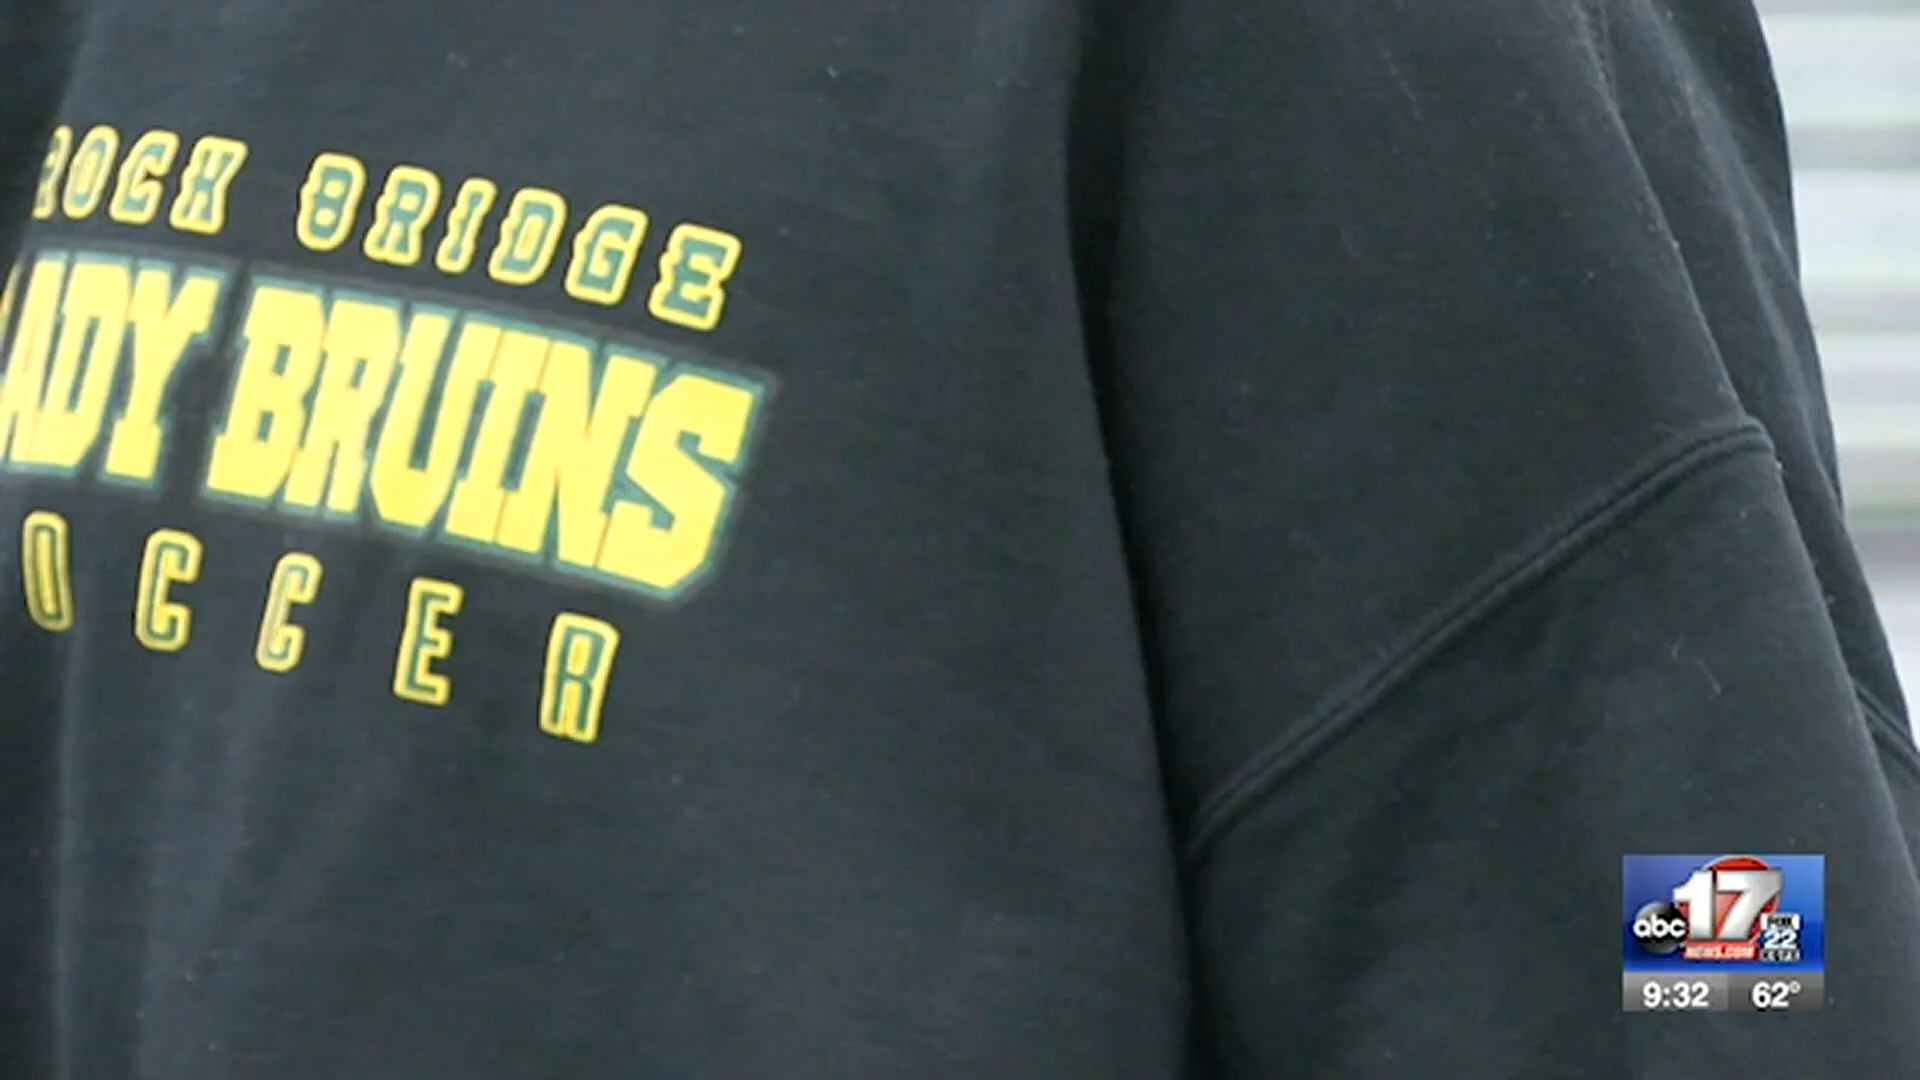 ROCK BRIDGE
ADY BRUINS
OCCER
abc 17
NEWS.COM
FOX
22
9:32 62°